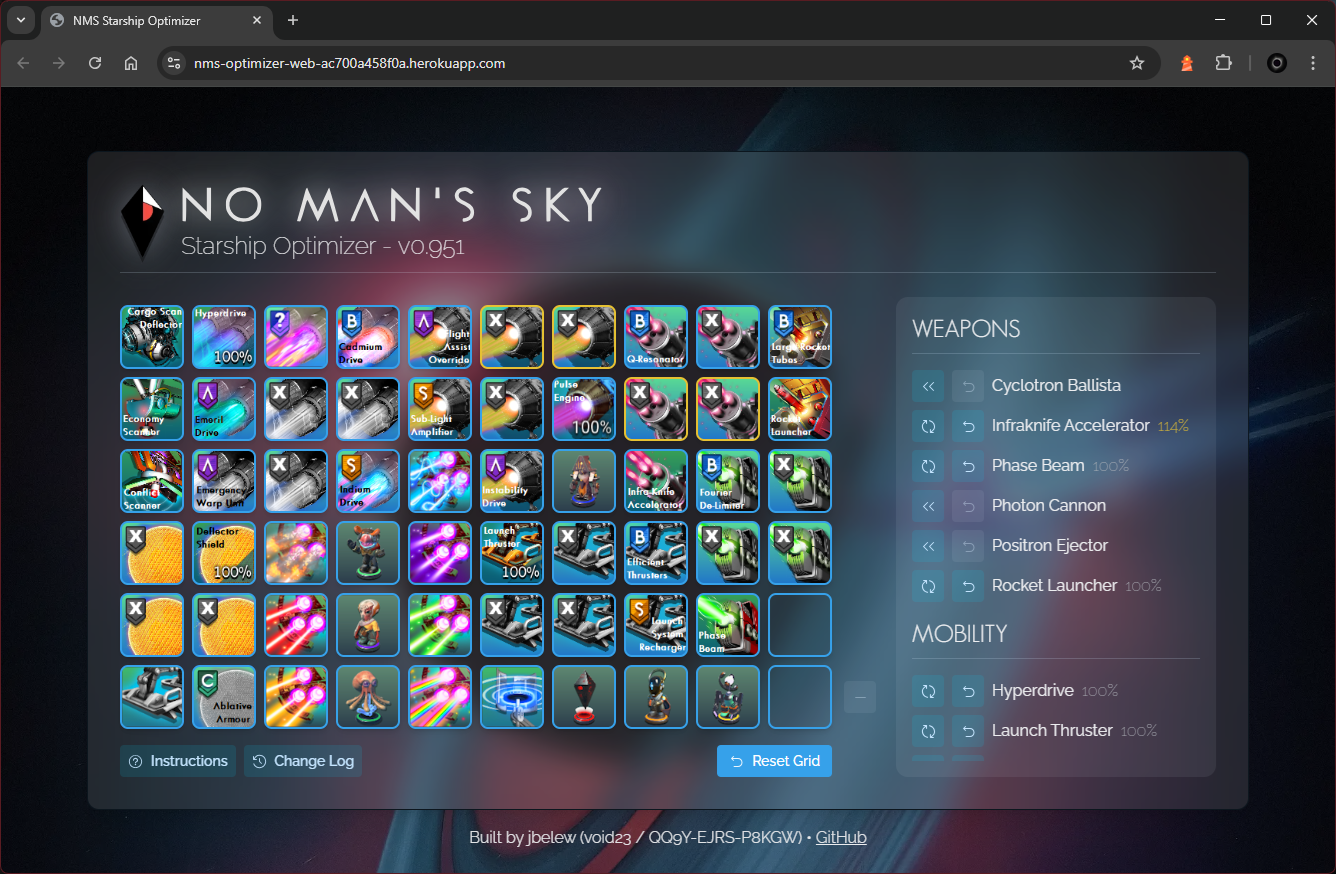 NMS Starship Optimizer
nms-optimizer-web-ac700a458f0a.herokuapp.com
NO MAN'S SKY
Starship Optimizer - v0.951
Cargo Scan Deflector
Hyperdrive
100%
?
B
Cadmium Drive
A
Flight Assist Override
X
X
B
Q-Resonator
X
B
Large Rocket Tubes
Economy Scanner
A
Emeril Drive
X
X
S
Sub-Light Amplifier
X
Pulse Engine
100%
X
X
Rocket Launcher
Conflict Scanner
A
Emergency Warp Unit
X
S
Indium Drive
A
Instability Drive
Infra-Knife Accelerator
B
Fourier De-Limiter
X
X
Deflector Shield
100%
Launch Thruster
100%
X
B
Efficient Thrusters
X
X
X
X
X
X
S
Launch System Recharger
Phase Beam
C
Ablative Armour
WEAPONS
Cyclotron Ballista
Infraknife Accelerator 114%
Phase Beam 100%
Photon Cannon
Positron Ejector
Rocket Launcher 100%
MOBILITY
Hyperdrive 100%
Launch Thruster 100%
Instructions
Change Log
Reset Grid
Built by jbelew (void23 / QQ9Y-EJRS-P8KGW) • GitHub